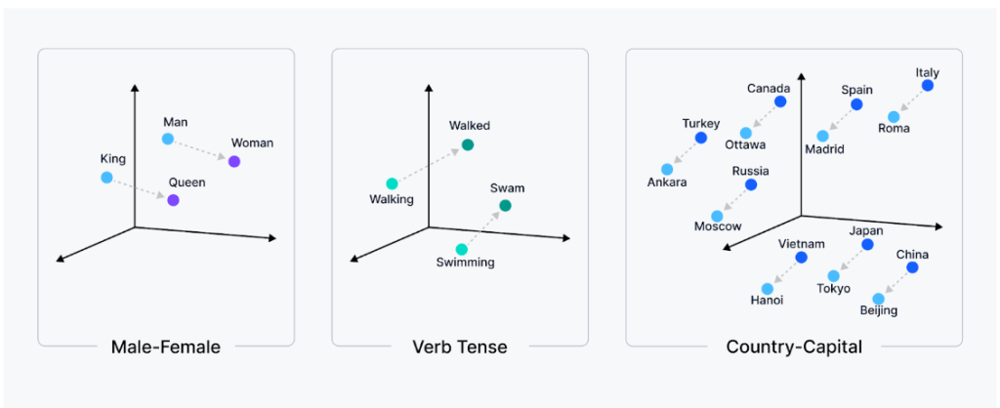 Man
Woman
King
Queen
Male-Female
Walked
Walking
Swam
Swimming
Verb Tense
Italy
Canada
Spain
Roma
Turkey
Ottawa
Madrid
Ankara
Russia
Moscow
Japan
Vietnam
China
Tokyo
Hanoi
Beijing
Country-Capital